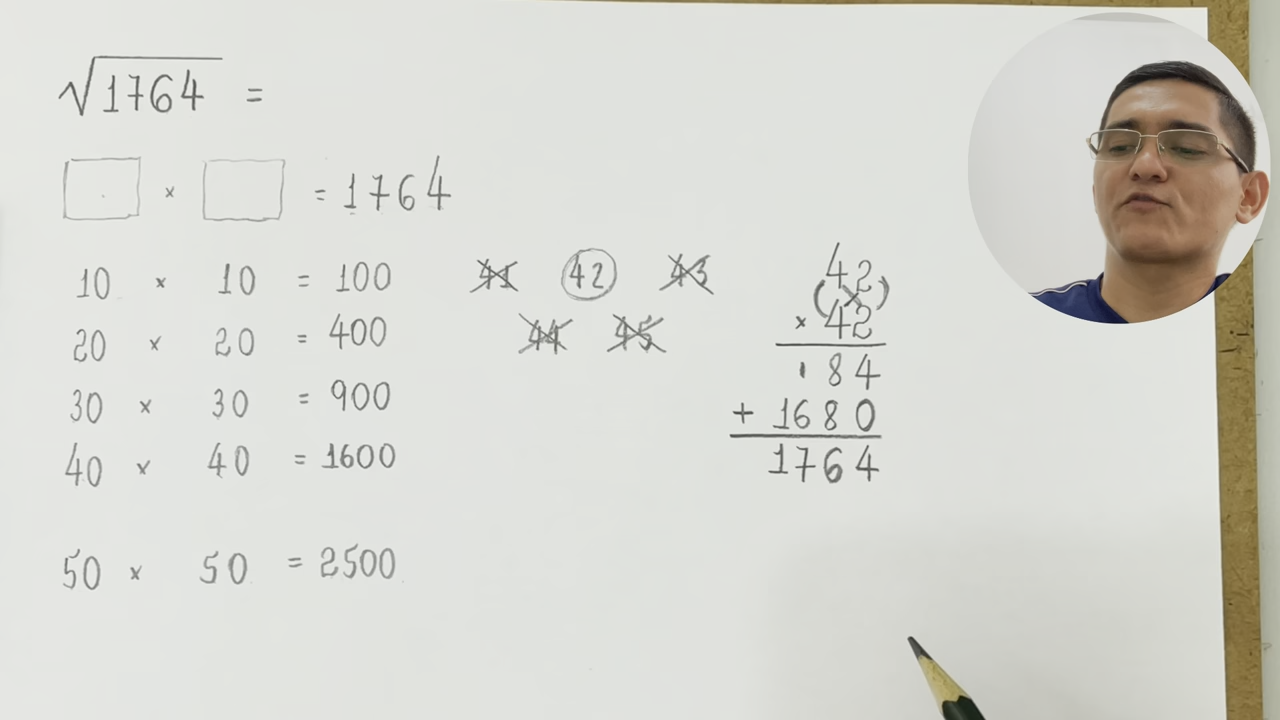 √1764 =
□ × □ = 1764
10 × 10 = 100
20 × 20 = 400
30 × 30 = 900
40 × 40 = 1600
50 × 50 = 2500
41 42 43
44 45
42
× 42
184
+ 1680
1764